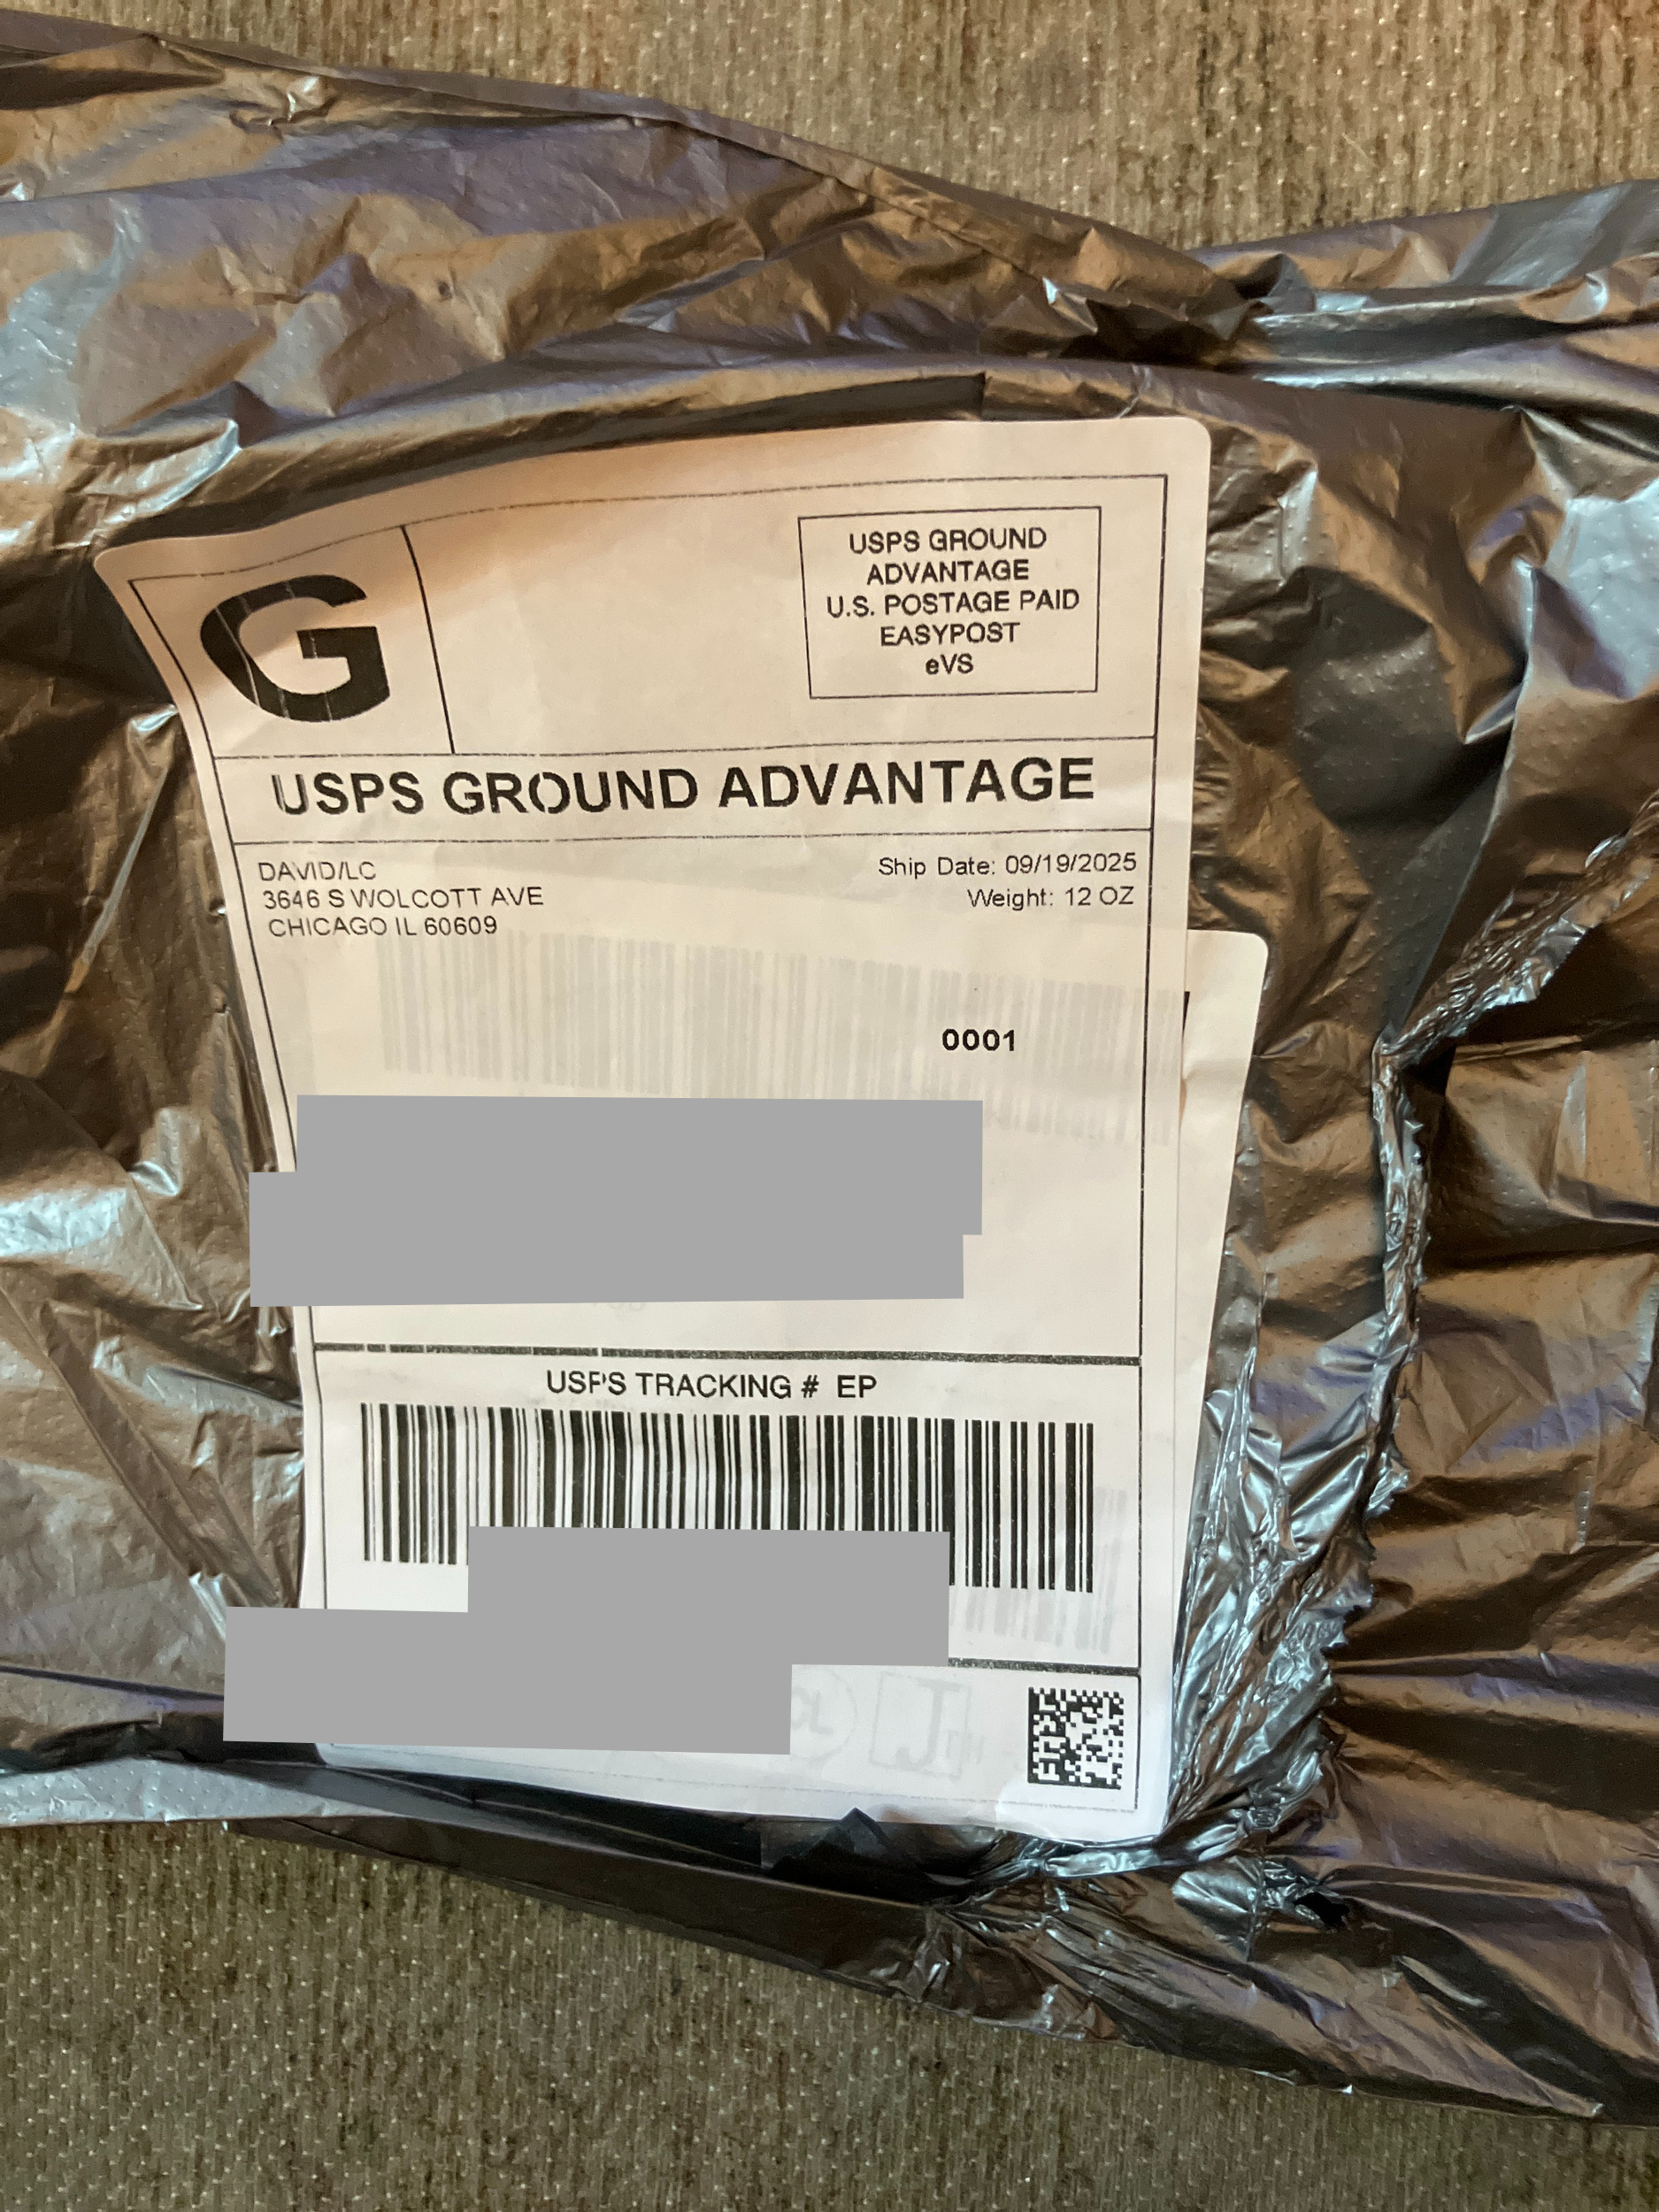 G
USPS GROUND
ADVANTAGE
U.S. POSTAGE PAID
EASYPOST
eVS
USPS GROUND ADVANTAGE
DAVID/LC
3646 S WOLCOTT AVE
CHICAGO IL 60609
Ship Date: 09/19/2025
Weight: 12 OZ
0001
USPS TRACKING # EP